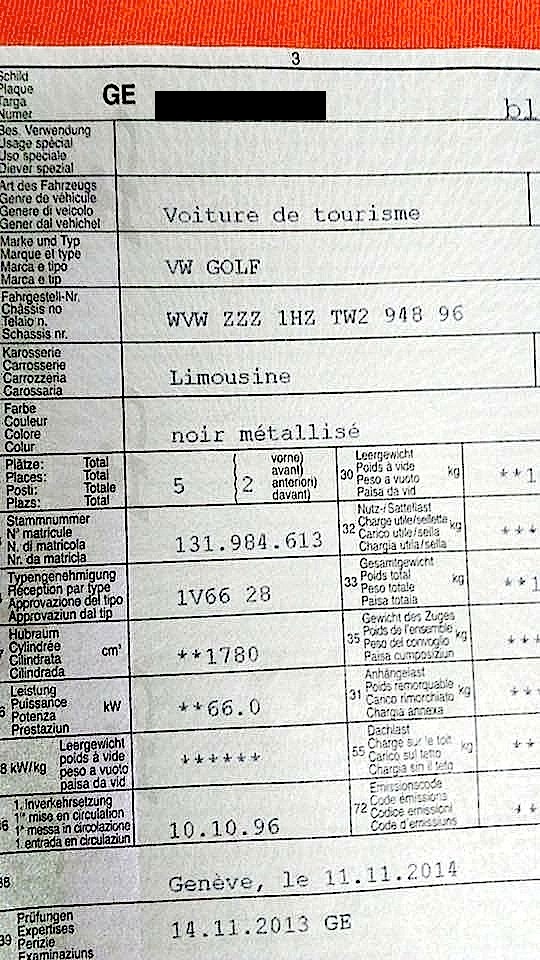 3
Schild
Plaque
Targa
Numer
GE
bl
Bes. Verwendung
Usage spécial
Uso speciale
Diever spezial
Art des Fahrzeugs
Genre de véhicule
Genere di veicolo
Gener dal vehichel
Voiture de tourisme
Marke und Typ
Marque et type
Marca e tipo
Marca e tip
VW GOLF
Fahrgestell-Nr.
Châssis no
Telaio n.
Schassis nr.
WVW ZZZ 1HZ TW2 948 96
Karosserie
Carrosserie
Carrozzeria
Carossaria
Limousine
Farbe
Couleur
Colore
Colur
noir métallisé
Plätze: Total
Places: Total
Posti: Totale
Plazs: Total
5
2
vorne)
avant)
anteriori)
davant)
30
Leergewicht
Poids à vide
Peso a vuoto
Paisa da vid
kg
**1
Stammnummer
N° matricule
N. di matricola
Nr. da matricla
131.984.613
32
Nutz-/Sattellast
Charge utile/sellette
Carico utile/sella
Chargia utila/sella
kg
***
Typengenehmigung
Réception par type
Approvazione del tipo
Approvaziun dal tip
1V66 28
33
Gesamtgewicht
Poids total
Peso totale
Paisa totala
kg
**1
Hubraum
Cylindrée
Cilindrata
Cilindrada
cm³
**1780
35
Gewicht des Zuges
Poids de l'ensemble
Peso del convoglio
Paisa cumposiziun
kg
***
Leistung
Puissance
Potenza
Prestaziun
kW
**66.0
31
Anhängelast
Poids remorquable
Carico rimorchiato
Chargia annexa
kg
***
8 kW/kg
Leergewicht
poids à vide
peso a vuoto
paisa da vid
******
55
Dachlast
Charge sur le toit
Carico sul tetto
Chargia sin il tetg
kg
**
36
1. Inverkehrsetzung
1re mise en circulation
1a messa in circolazione
1. entrada en circulaziun
10.10.96
72
Emissionscode
Code émissions
Codice emissioni
Code d'emissiuns
**
38
Genève, le 11.11.2014
39
Prüfungen
Expertises
Perizie
Examinaziuns
14.11.2013 GE